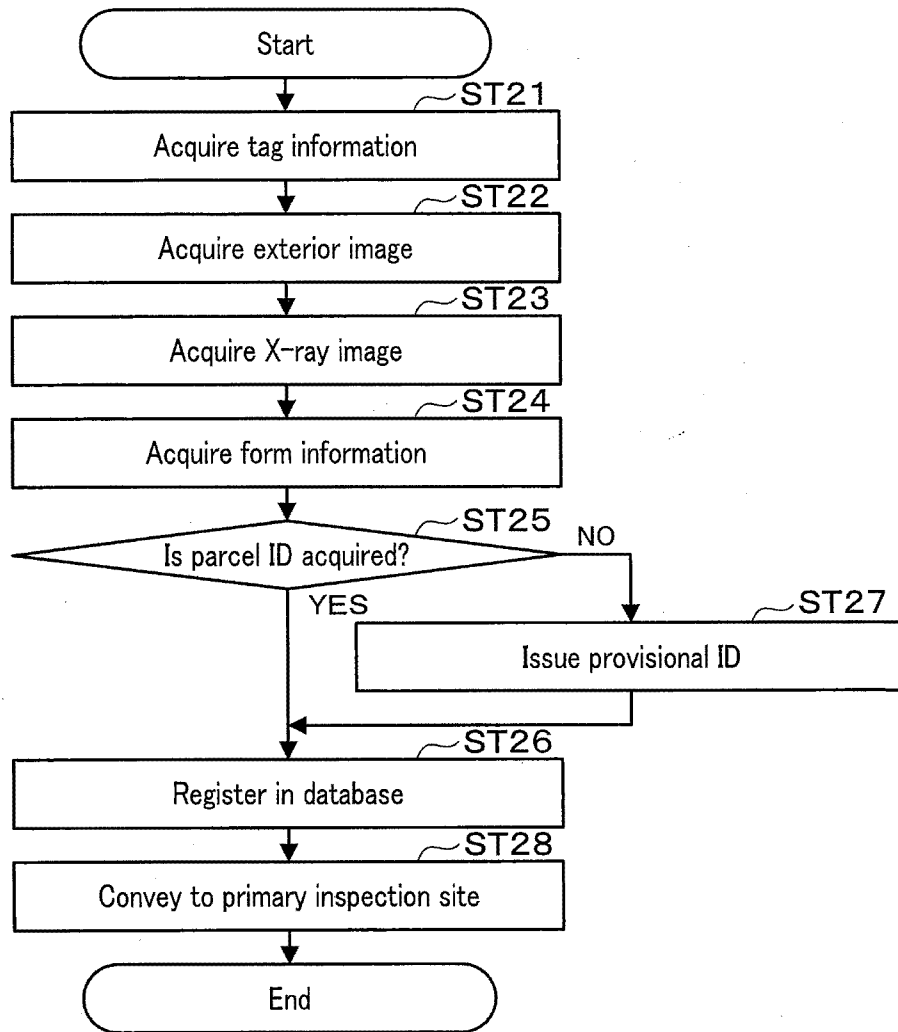 Start
ST21
Acquire tag information
ST22
Acquire exterior image
ST23
Acquire X-ray image
ST24
Acquire form information
ST25
Is parcel ID acquired?
NO
YES
ST27
Issue provisional ID
ST26
Register in database
ST28
Convey to primary inspection site
End